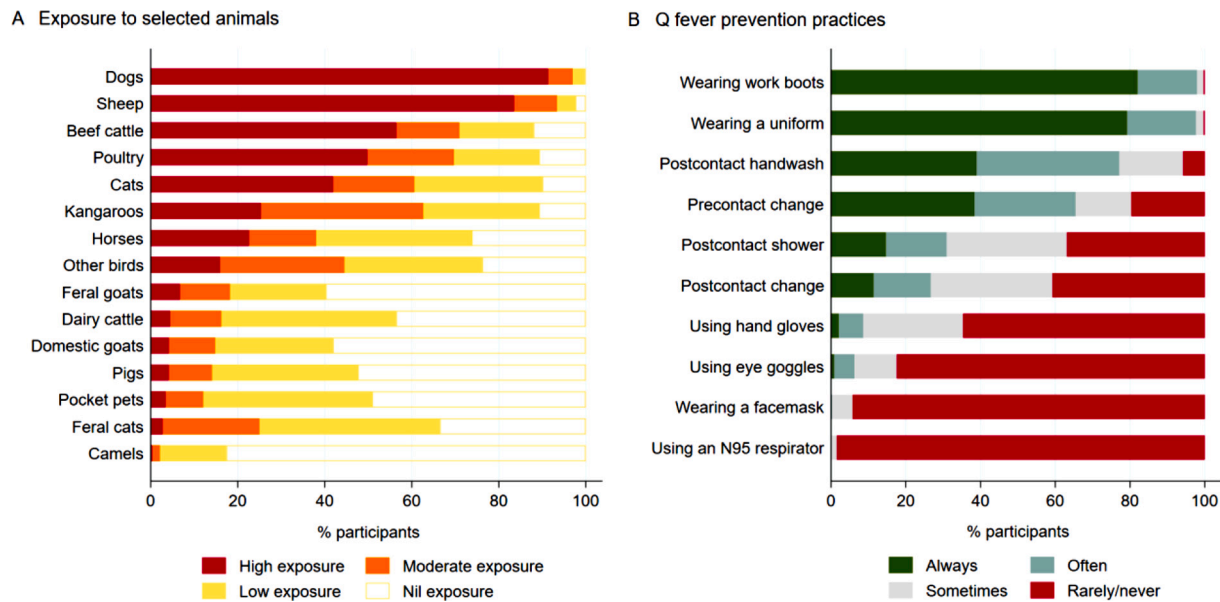 A Exposure to selected animals
Dogs
Sheep
Beef cattle
Poultry
Cats
Kangaroos
Horses
Other birds
Feral goats
Dairy cattle
Domestic goats
Pigs
Pocket pets
Feral cats
Camels
0 20 40 60 80 100
% participants
High exposure Moderate exposure
Low exposure Nil exposure
B Q fever prevention practices
Wearing work boots
Wearing a uniform
Postcontact handwash
Precontact change
Postcontact shower
Postcontact change
Using hand gloves
Using eye goggles
Wearing a facemask
Using an N95 respirator
0 20 40 60 80 100
% participants
Always Often
Sometimes Rarely/never